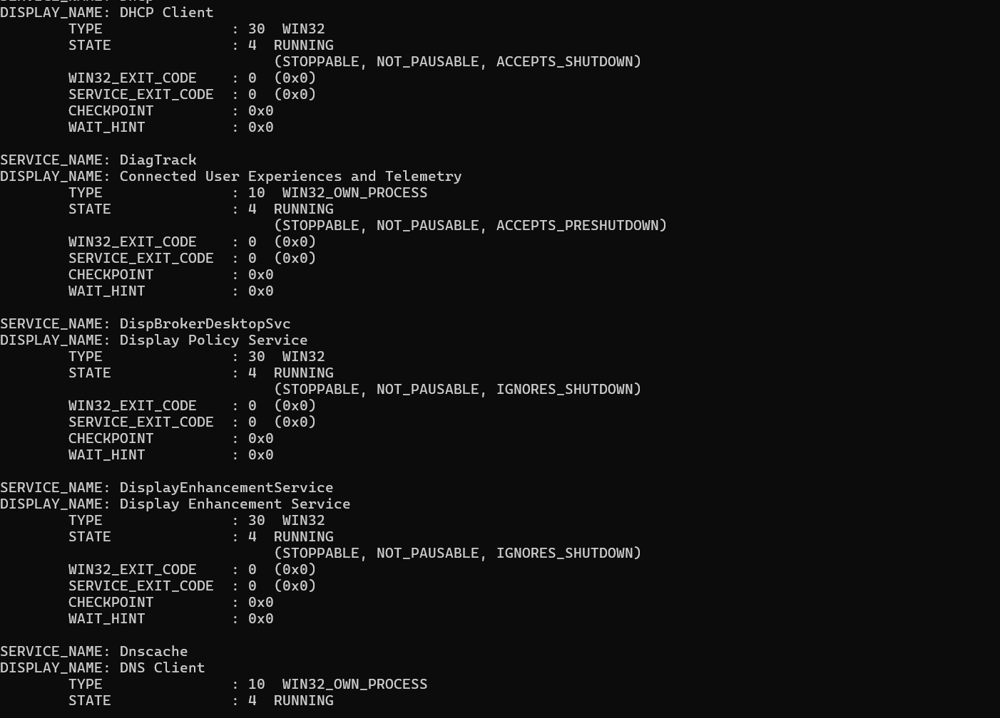 DISPLAY_NAME: DHCP Client
        TYPE               : 30  WIN32
        STATE              : 4  RUNNING
                                (STOPPABLE, NOT_PAUSABLE, ACCEPTS_SHUTDOWN)
        WIN32_EXIT_CODE    : 0  (0x0)
        SERVICE_EXIT_CODE  : 0  (0x0)
        CHECKPOINT         : 0x0
        WAIT_HINT          : 0x0

SERVICE_NAME: DiagTrack
DISPLAY_NAME: Connected User Experiences and Telemetry
        TYPE               : 10  WIN32_OWN_PROCESS
        STATE              : 4  RUNNING
                                (STOPPABLE, NOT_PAUSABLE, ACCEPTS_PRESHUTDOWN)
        WIN32_EXIT_CODE    : 0  (0x0)
        SERVICE_EXIT_CODE  : 0  (0x0)
        CHECKPOINT         : 0x0
        WAIT_HINT          : 0x0

SERVICE_NAME: DispBrokerDesktopSvc
DISPLAY_NAME: Display Policy Service
        TYPE               : 30  WIN32
        STATE              : 4  RUNNING
                                (STOPPABLE, NOT_PAUSABLE, IGNORES_SHUTDOWN)
        WIN32_EXIT_CODE    : 0  (0x0)
        SERVICE_EXIT_CODE  : 0  (0x0)
        CHECKPOINT         : 0x0
        WAIT_HINT          : 0x0

SERVICE_NAME: DisplayEnhancementService
DISPLAY_NAME: Display Enhancement Service
        TYPE               : 30  WIN32
        STATE              : 4  RUNNING
                                (STOPPABLE, NOT_PAUSABLE, IGNORES_SHUTDOWN)
        WIN32_EXIT_CODE    : 0  (0x0)
        SERVICE_EXIT_CODE  : 0  (0x0)
        CHECKPOINT         : 0x0
        WAIT_HINT          : 0x0

SERVICE_NAME: Dnscache
DISPLAY_NAME: DNS Client
        TYPE               : 10  WIN32_OWN_PROCESS
        STATE              : 4  RUNNING